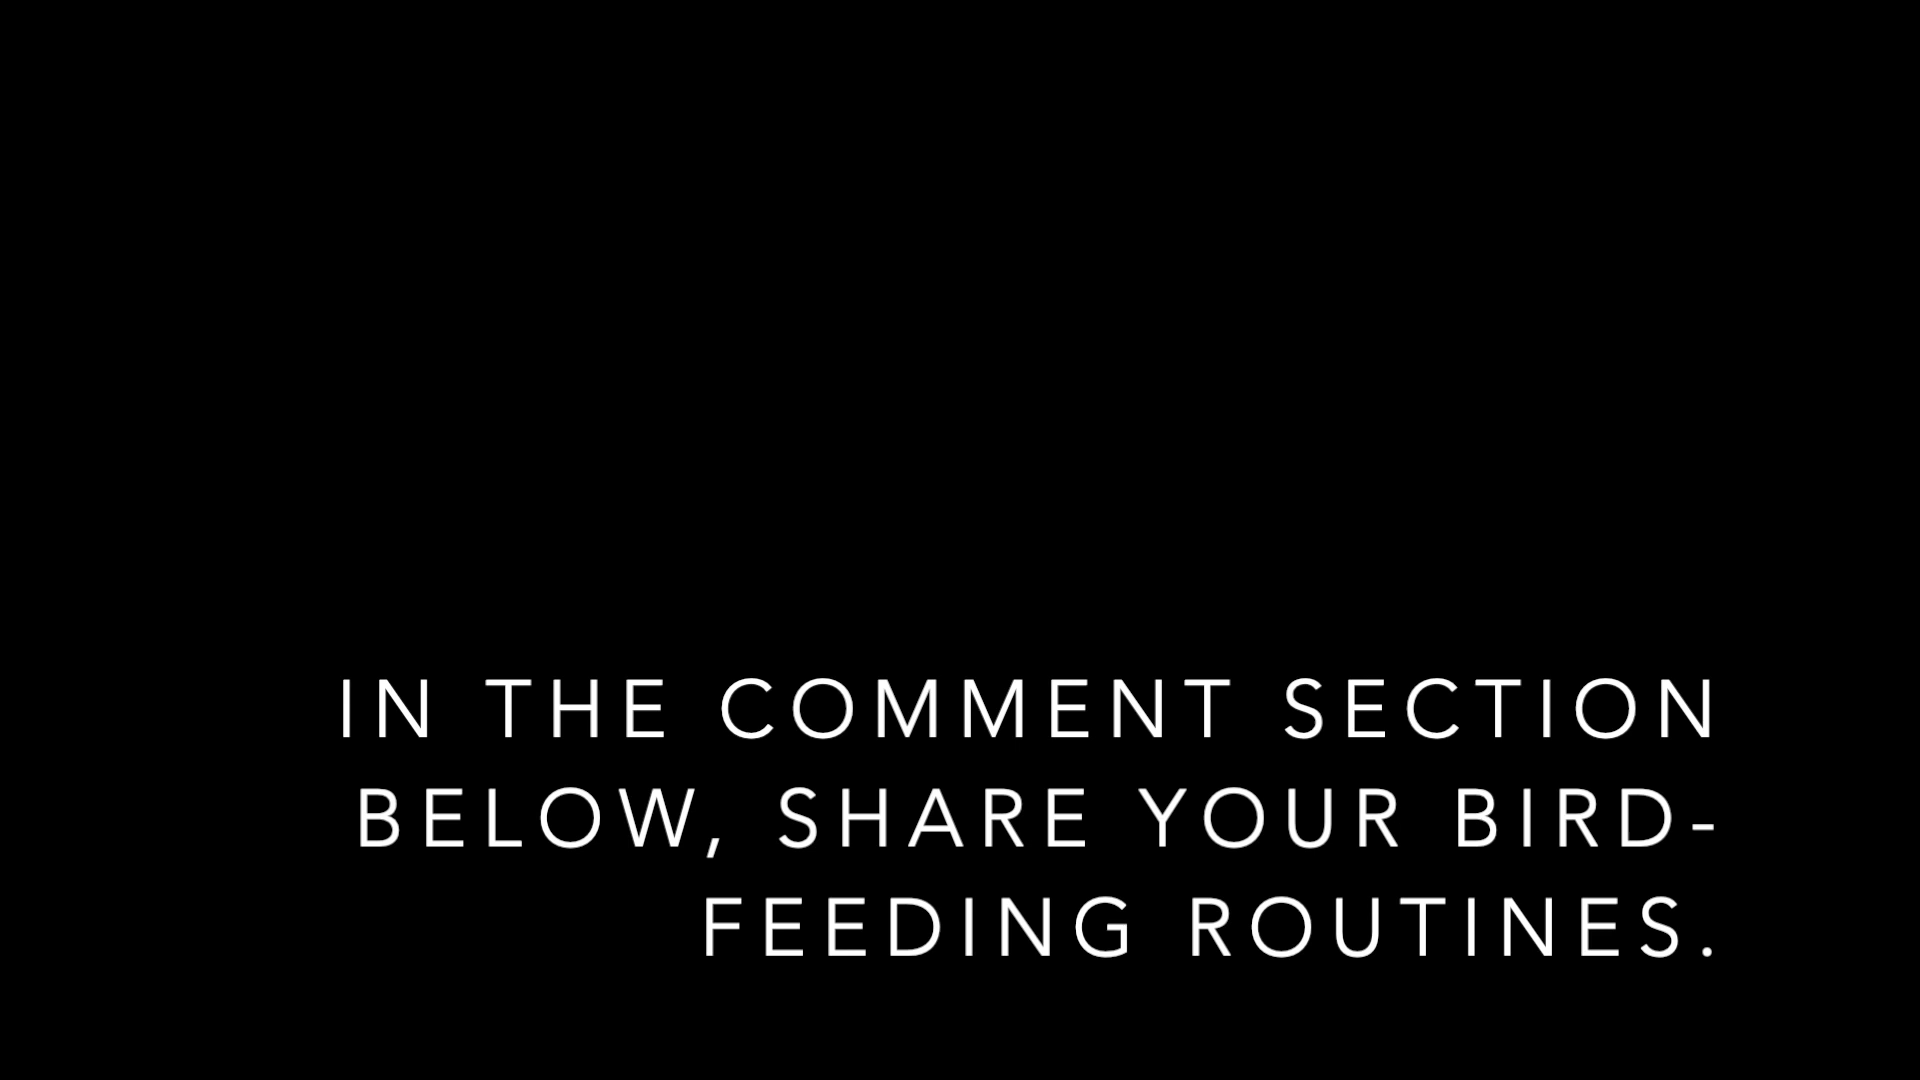 IN THE COMMENT SECTION
BELOW, SHARE YOUR BIRD-
FEEDING ROUTINES.